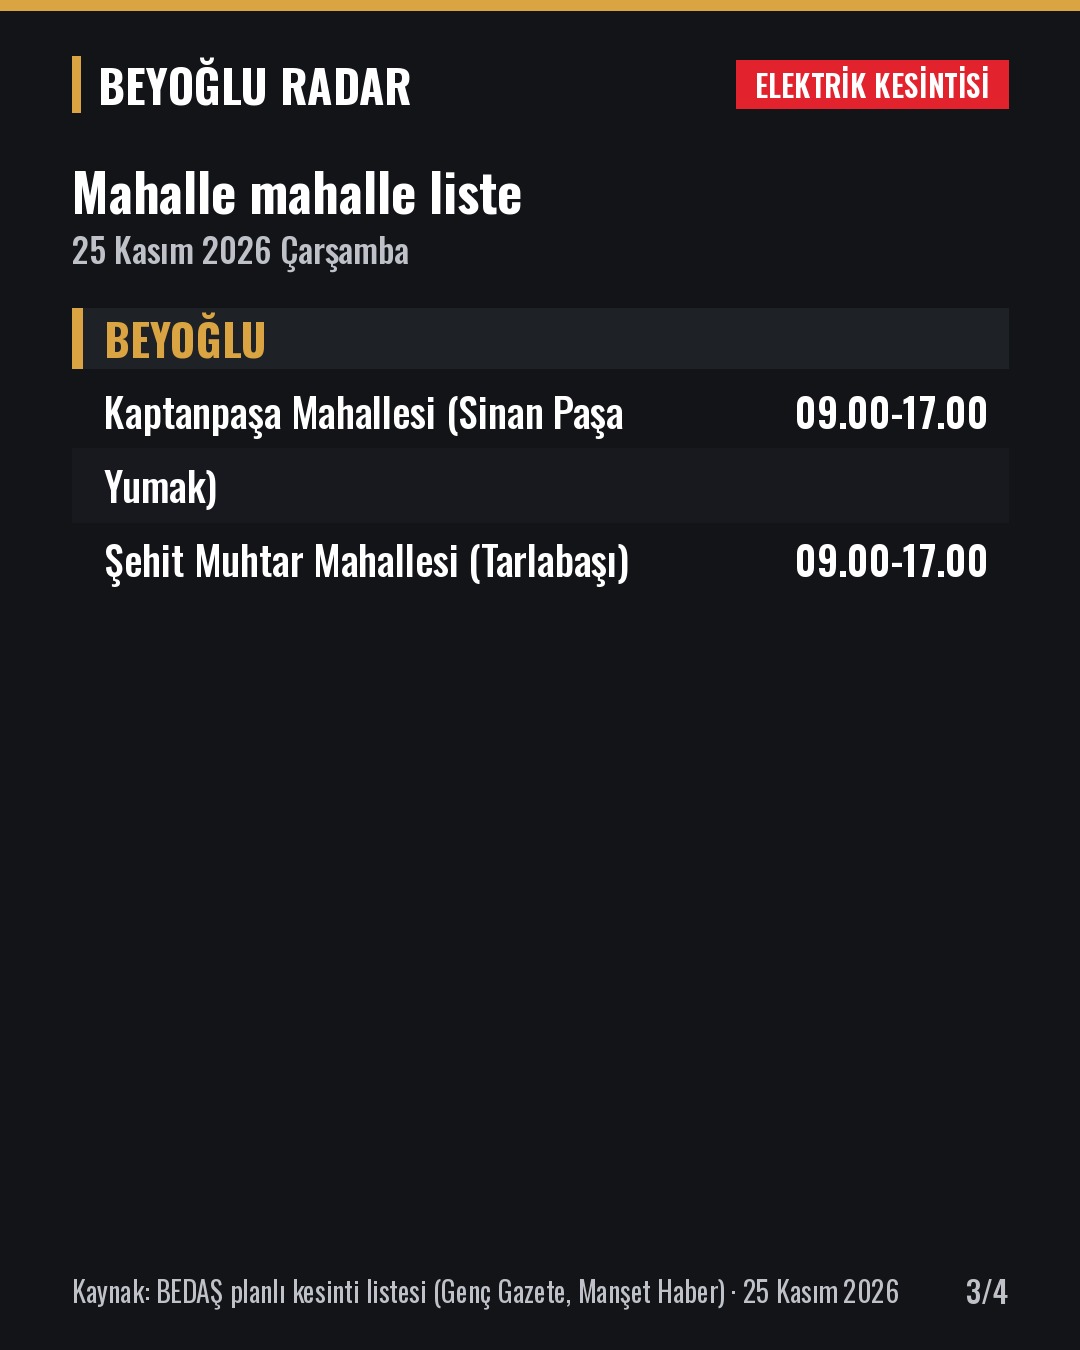 BEYOĞLU RADAR
ELEKTRİK KESİNTİSİ
Mahalle mahalle liste
25 Kasım 2026 Çarşamba
BEYOĞLU
Kaptanpaşa Mahallesi (Sinan Paşa 09.00-17.00
Yumak)
Şehit Muhtar Mahallesi (Tarlabaşı) 09.00-17.00
Kaynak: BEDAŞ planlı kesinti listesi (Genç Gazete, Manşet Haber) · 25 Kasım 2026 3/4